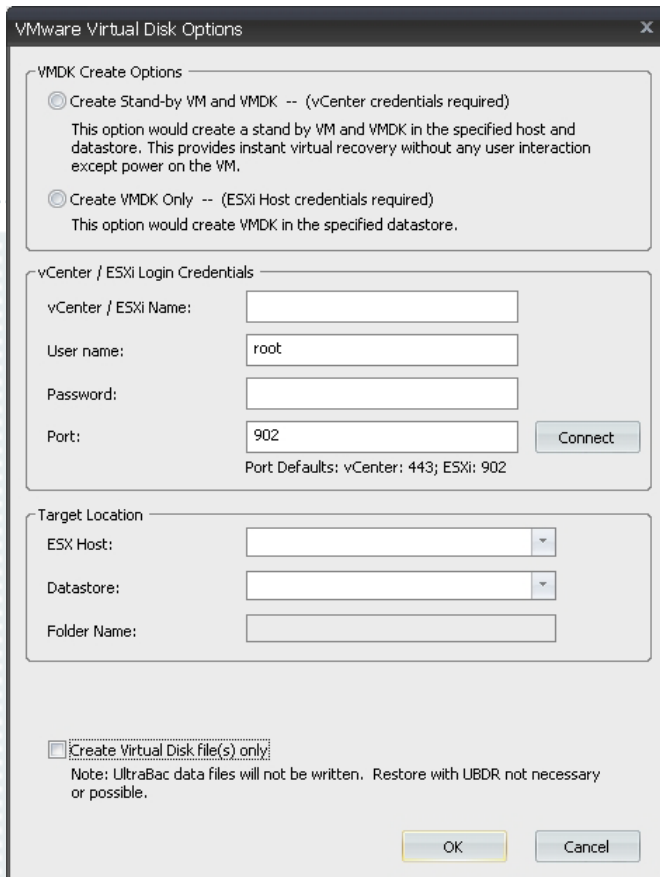 VMware Virtual Disk Options
x
VMDK Create Options
Create Stand-by VM and VMDK -- (vCenter credentials required)
This option would create a stand by VM and VMDK in the specified host and
datastore. This provides instant virtual recovery without any user interaction
except power on the VM.
Create VMDK Only -- (ESXi Host credentials required)
This option would create VMDK in the specified datastore.
vCenter / ESXi Login Credentials
vCenter / ESXi Name:
User name: root
Password:
Port: 902 Connect
Port Defaults: vCenter: 443; ESXi: 902
Target Location
ESX Host:
Datastore:
Folder Name:
Create Virtual Disk file(s) only
Note: UltraBac data files will not be written. Restore with UBDR not necessary
or possible.
OK Cancel